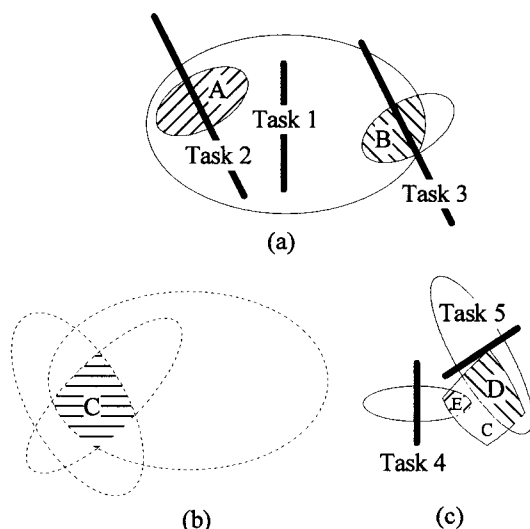 A
Task 1
B
Task 2
Task 3
(a)
Task 5
C
D
E
C
Task 4
(b)
(c)